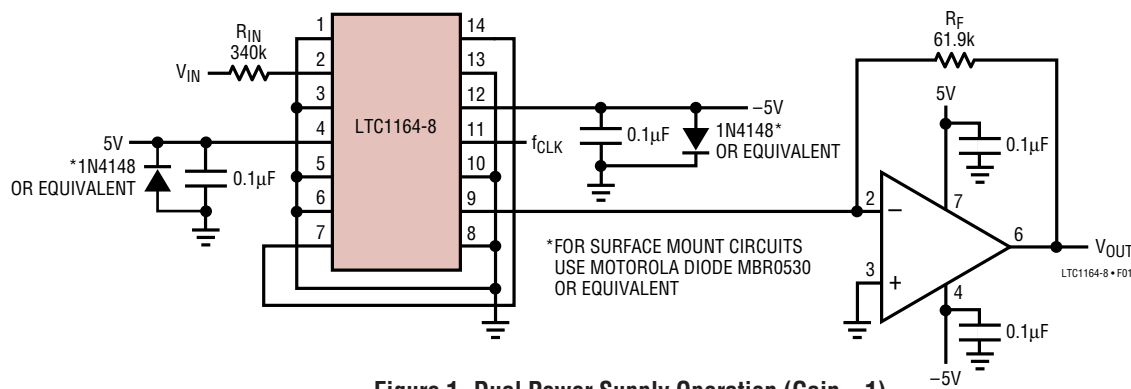 R_IN
340k
V_IN
1
2
3
4
5
6
7
LTC1164-8
14
13
12
11
10
9
8
5V
*1N4148
OR EQUIVALENT
0.1µF
f_CLK
–5V
0.1µF
1N4148*
OR EQUIVALENT
*FOR SURFACE MOUNT CIRCUITS
USE MOTOROLA DIODE MBR0530
OR EQUIVALENT
R_F
61.9k
5V
0.1µF
2
–
7
6
V_OUT
3
+
4
0.1µF
–5V
LTC1164-8 • F01
Figure 1. Dual Power Supply Operation (Gain 1)